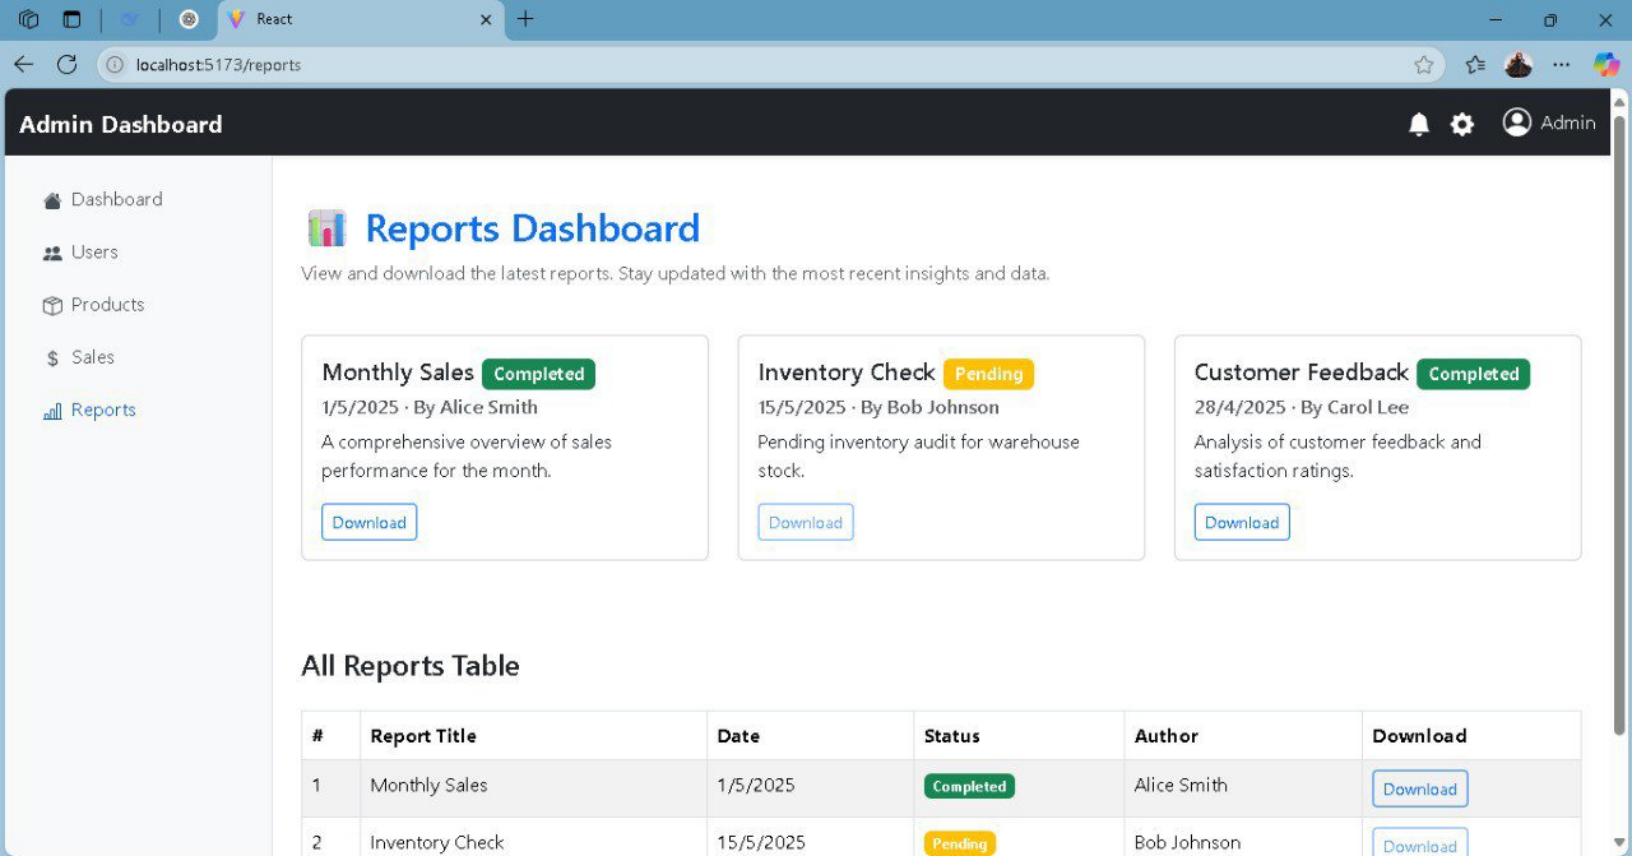 React
localhost:5173/reports
Admin Dashboard
Admin
Dashboard
Users
Products
$ Sales
Reports
Reports Dashboard
View and download the latest reports. Stay updated with the most recent insights and data.
Monthly Sales Completed
1/5/2025 · By Alice Smith
A comprehensive overview of sales
performance for the month.
Download
Inventory Check Pending
15/5/2025 · By Bob Johnson
Pending inventory audit for warehouse
stock.
Download
Customer Feedback Completed
28/4/2025 · By Carol Lee
Analysis of customer feedback and
satisfaction ratings.
Download
All Reports Table
# Report Title Date Status Author Download
1 Monthly Sales 1/5/2025 Completed Alice Smith Download
2 Inventory Check 15/5/2025 Pending Bob Johnson Download